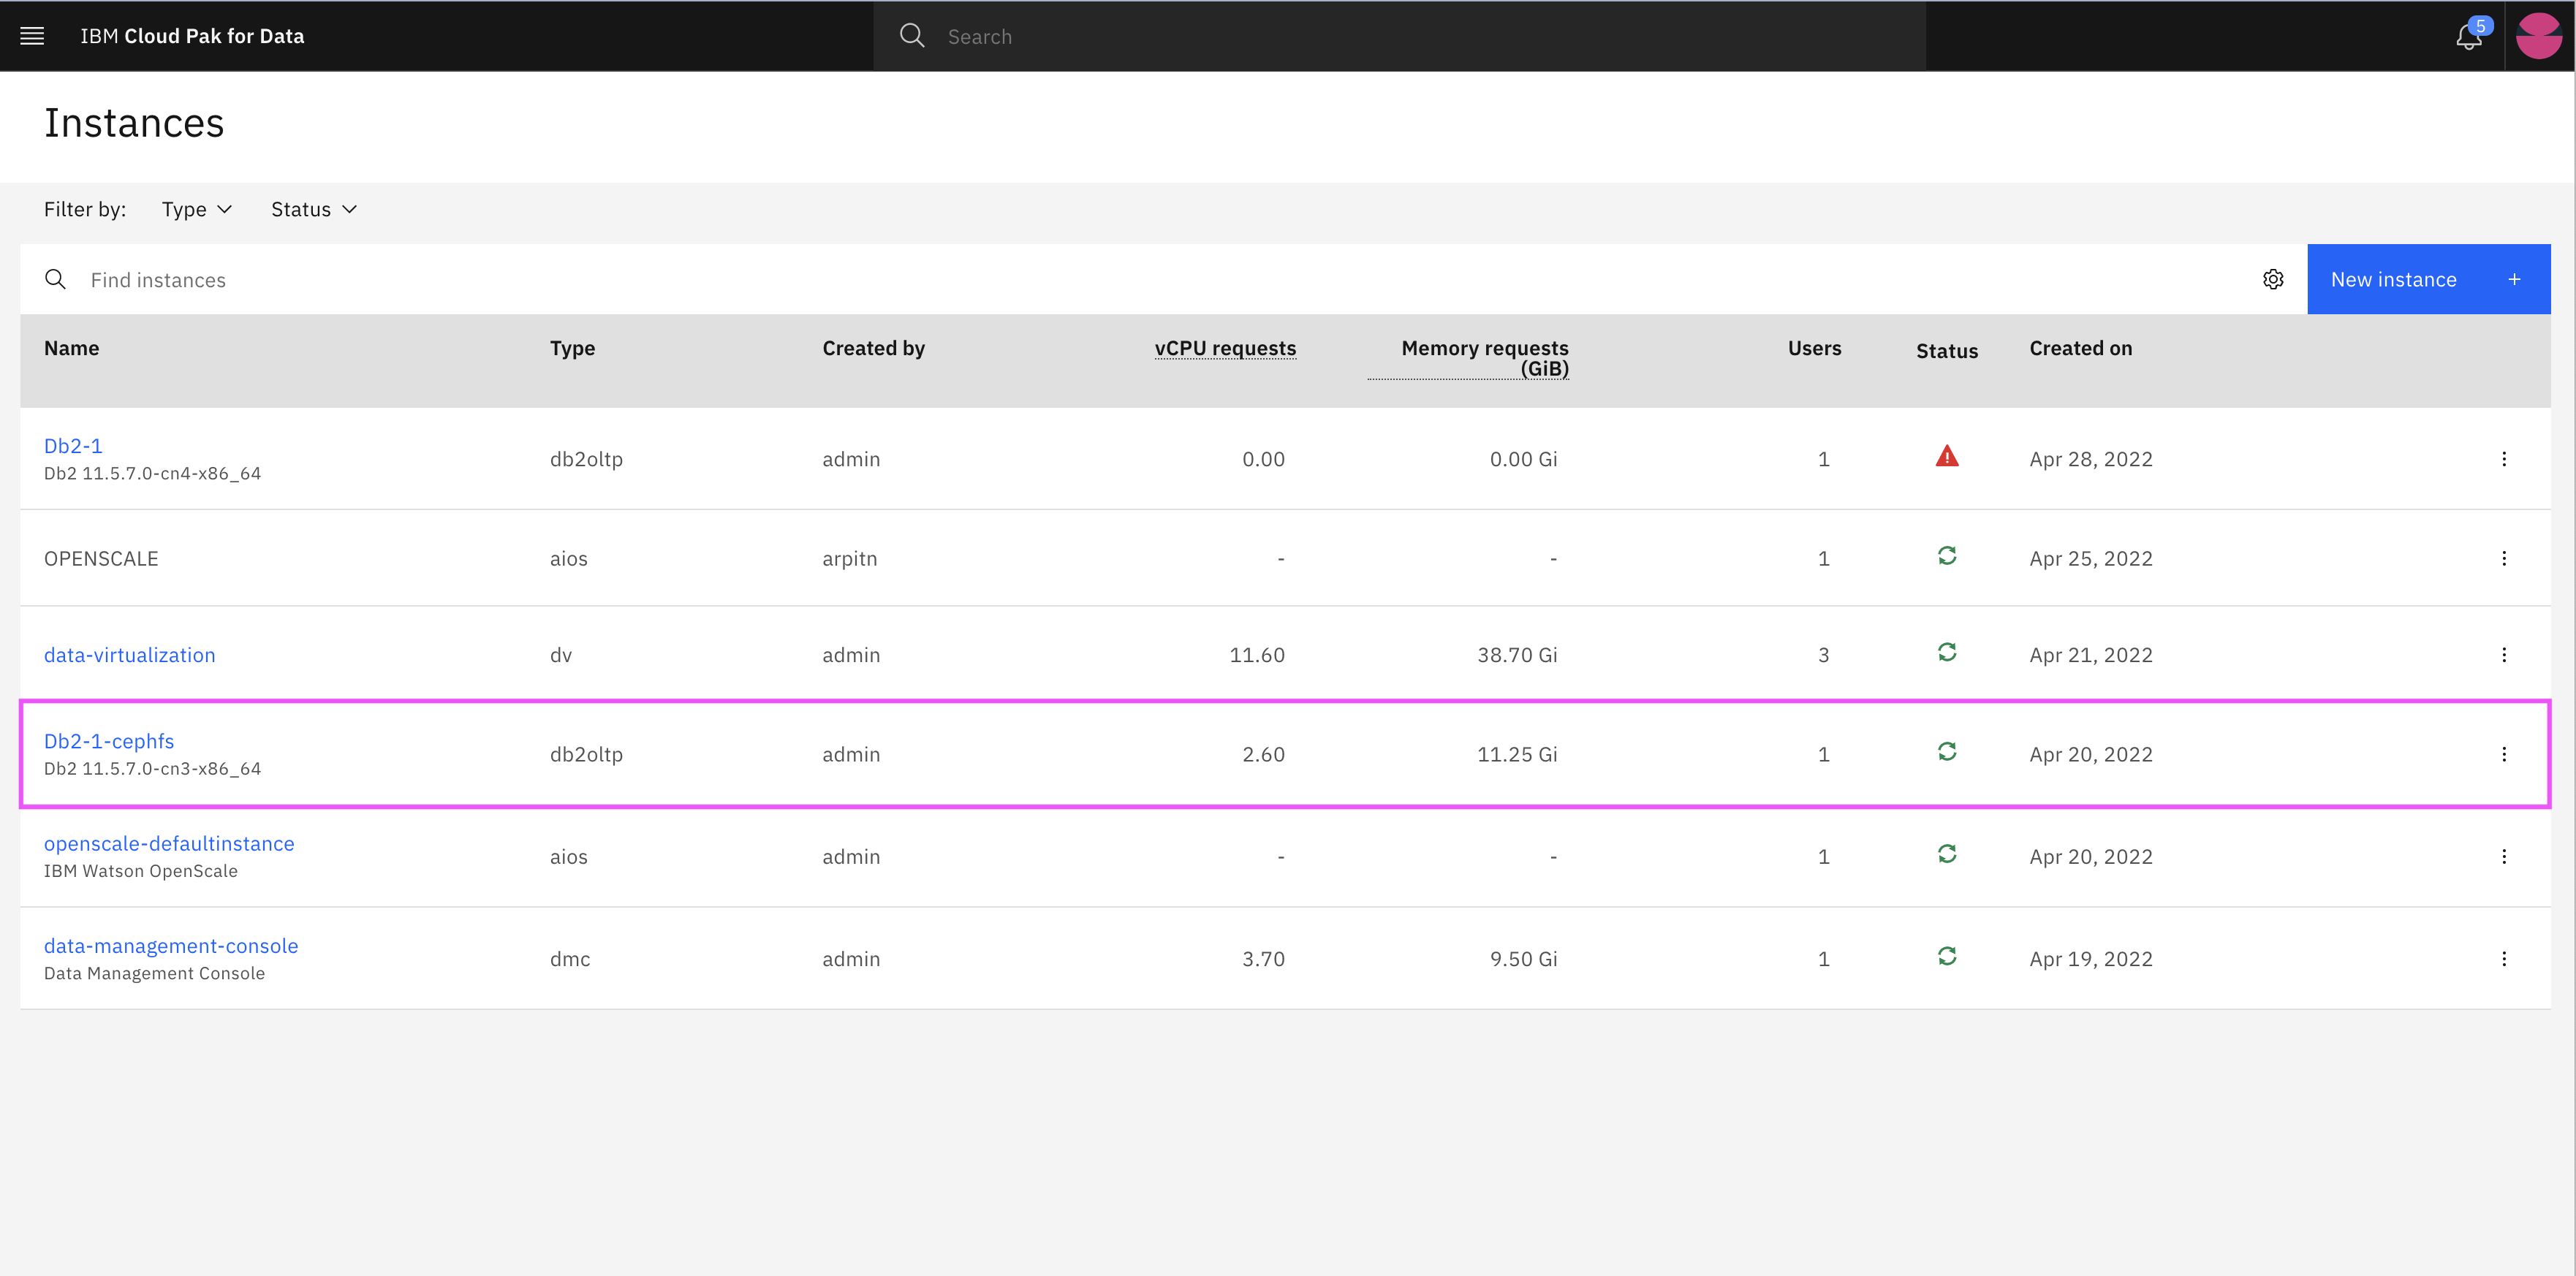 IBM Cloud Pak for Data
Search
5
Instances
Filter by: Type Status
Find instances
New instance +
Name Type Created by vCPU requests Memory requests (GiB) Users Status Created on
Db2-1
Db2 11.5.7.0-cn4-x86_64
db2oltp admin 0.00 0.00 Gi 1 Apr 28, 2022
OPENSCALE aios arpitn - - 1 Apr 25, 2022
data-virtualization dv admin 11.60 38.70 Gi 3 Apr 21, 2022
Db2-1-cephfs
Db2 11.5.7.0-cn3-x86_64
db2oltp admin 2.60 11.25 Gi 1 Apr 20, 2022
openscale-defaultinstance
IBM Watson OpenScale
aios admin - - 1 Apr 20, 2022
data-management-console
Data Management Console
dmc admin 3.70 9.50 Gi 1 Apr 19, 2022